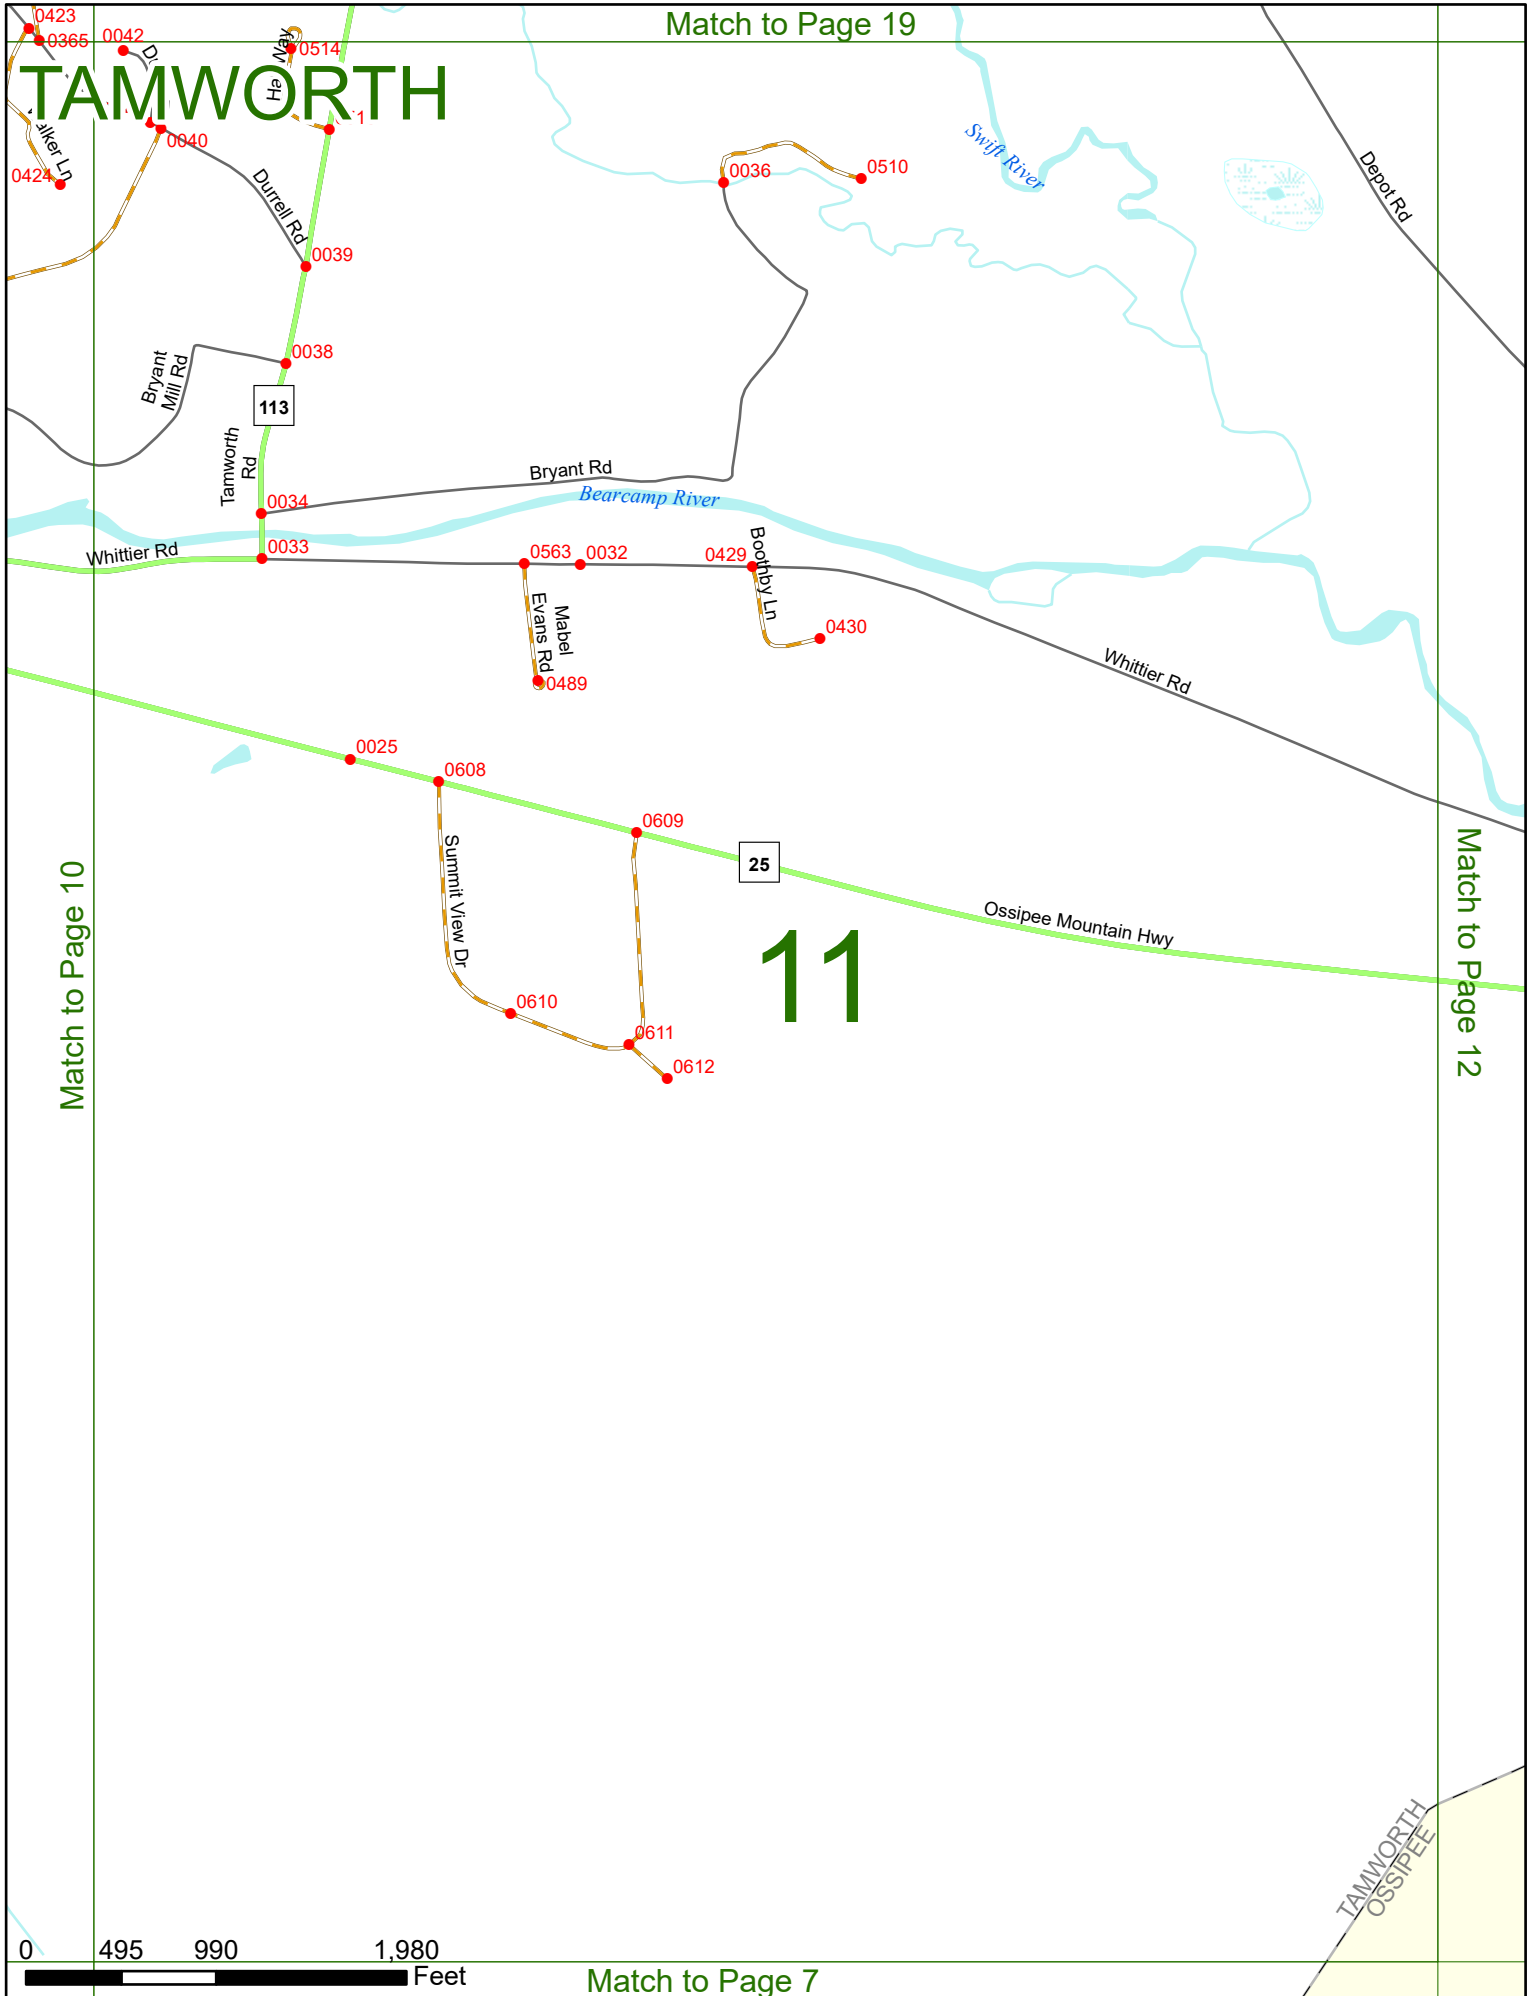 Match to Page 19
0423
0365
0042
0514
TAMWORTH
0040
0424
Durrell Rd
0039
0036
0510
Swift River
Depot Rd
Bryant
Mill Rd
0038
113
Tamworth
Rd
0034
Bryant Rd
Bearcamp River
Whittier Rd
0033
0563
0032
0429
Boothby Ln
0430
Mabel
Evans Rd
0489
Whittier Rd
0025
0608
0609
25
Summit View Dr
Ossipee Mountain Hwy
11
0610
0611
0612
Match to Page 10
Match to Page 12
TAMWORTH
OSSIPEE
0 495 990 1,980
Feet
Match to Page 7